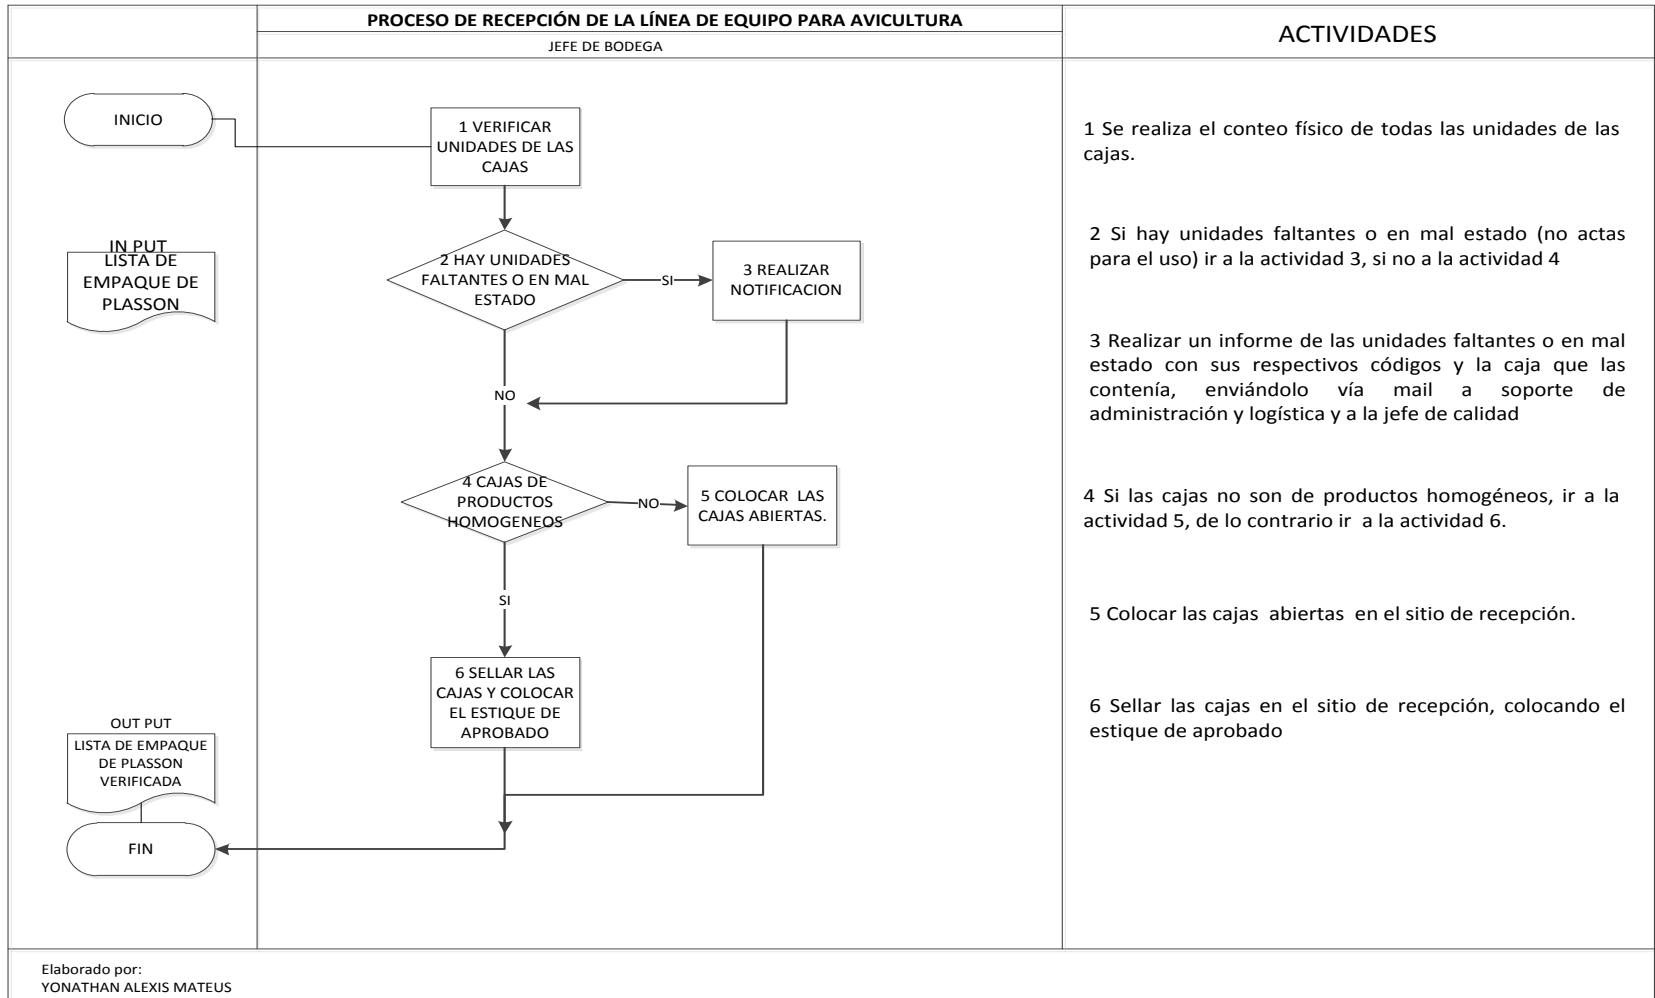 PROCESO DE RECEPCIÓN DE LA LÍNEA DE EQUIPO PARA AVICULTURA
JEFE DE BODEGA
ACTIVIDADES
INICIO
1 VERIFICAR
UNIDADES DE LAS
CAJAS
IN PUT
LISTA DE
EMPAQUE DE
PLASSON
2 HAY UNIDADES
FALTANTES O EN MAL
ESTADO
SI
3 REALIZAR
NOTIFICACION
NO
4 CAJAS DE
PRODUCTOS
HOMOGENEOS
NO
5 COLOCAR  LAS
CAJAS ABIERTAS.
SI
6 SELLAR LAS
CAJAS Y COLOCAR
EL ESTIQUE DE
APROBADO
OUT PUT
LISTA DE EMPAQUE
DE PLASSON
VERIFICADA
FIN
1 Se realiza el conteo físico de todas las unidades de las
cajas.
2 Si hay unidades faltantes o en mal estado (no actas
para el uso) ir a la actividad 3, si no a la actividad 4
3 Realizar un informe de las unidades faltantes o en mal
estado con sus respectivos códigos y la caja que las
contenía, enviándolo vía mail a soporte de
administración y logística y a la jefe de calidad
4 Si las cajas no son de productos homogéneos, ir a la
actividad 5, de lo contrario ir  a la actividad 6.
5 Colocar las cajas  abiertas  en el sitio de recepción.
6 Sellar las cajas en el sitio de recepción, colocando el
estique de aprobado
Elaborado por:
YONATHAN ALEXIS MATEUS